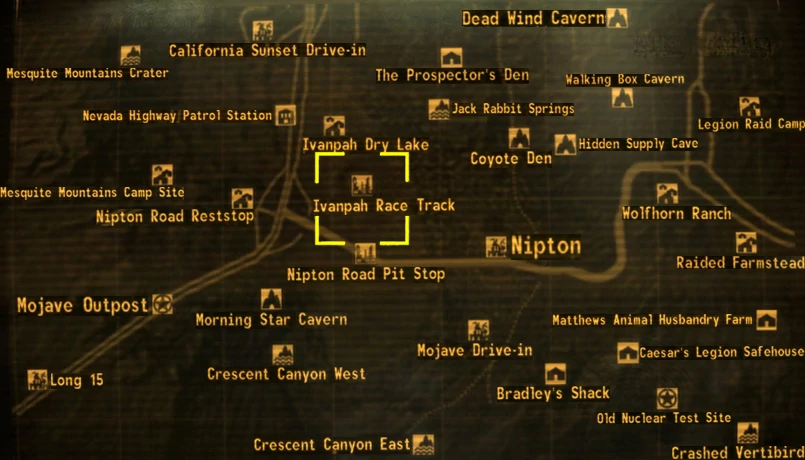 Dead Wind Cavern
California Sunset Drive-in
Mesquite Mountains Crater
The Prospector's Den
Walking Box Cavern
Nevada Highway Patrol Station
Jack Rabbit Springs
Legion Raid Camp
Ivanpah Dry Lake
Hidden Supply Cave
Coyote Den
Mesquite Mountains Camp Site
Ivanpah Race Track
Nipton Road Reststop
Wolfhorn Ranch
Nipton
Raided Farmstead
Nipton Road Pit Stop
Mojave Outpost
Morning Star Cavern
Matthews Animal Husbandry Farm
Mojave Drive-in
Caesar's Legion Safehouse
Crescent Canyon West
Long 15
Bradley's Shack
Old Nuclear Test Site
Crescent Canyon East
Crashed Vertibird